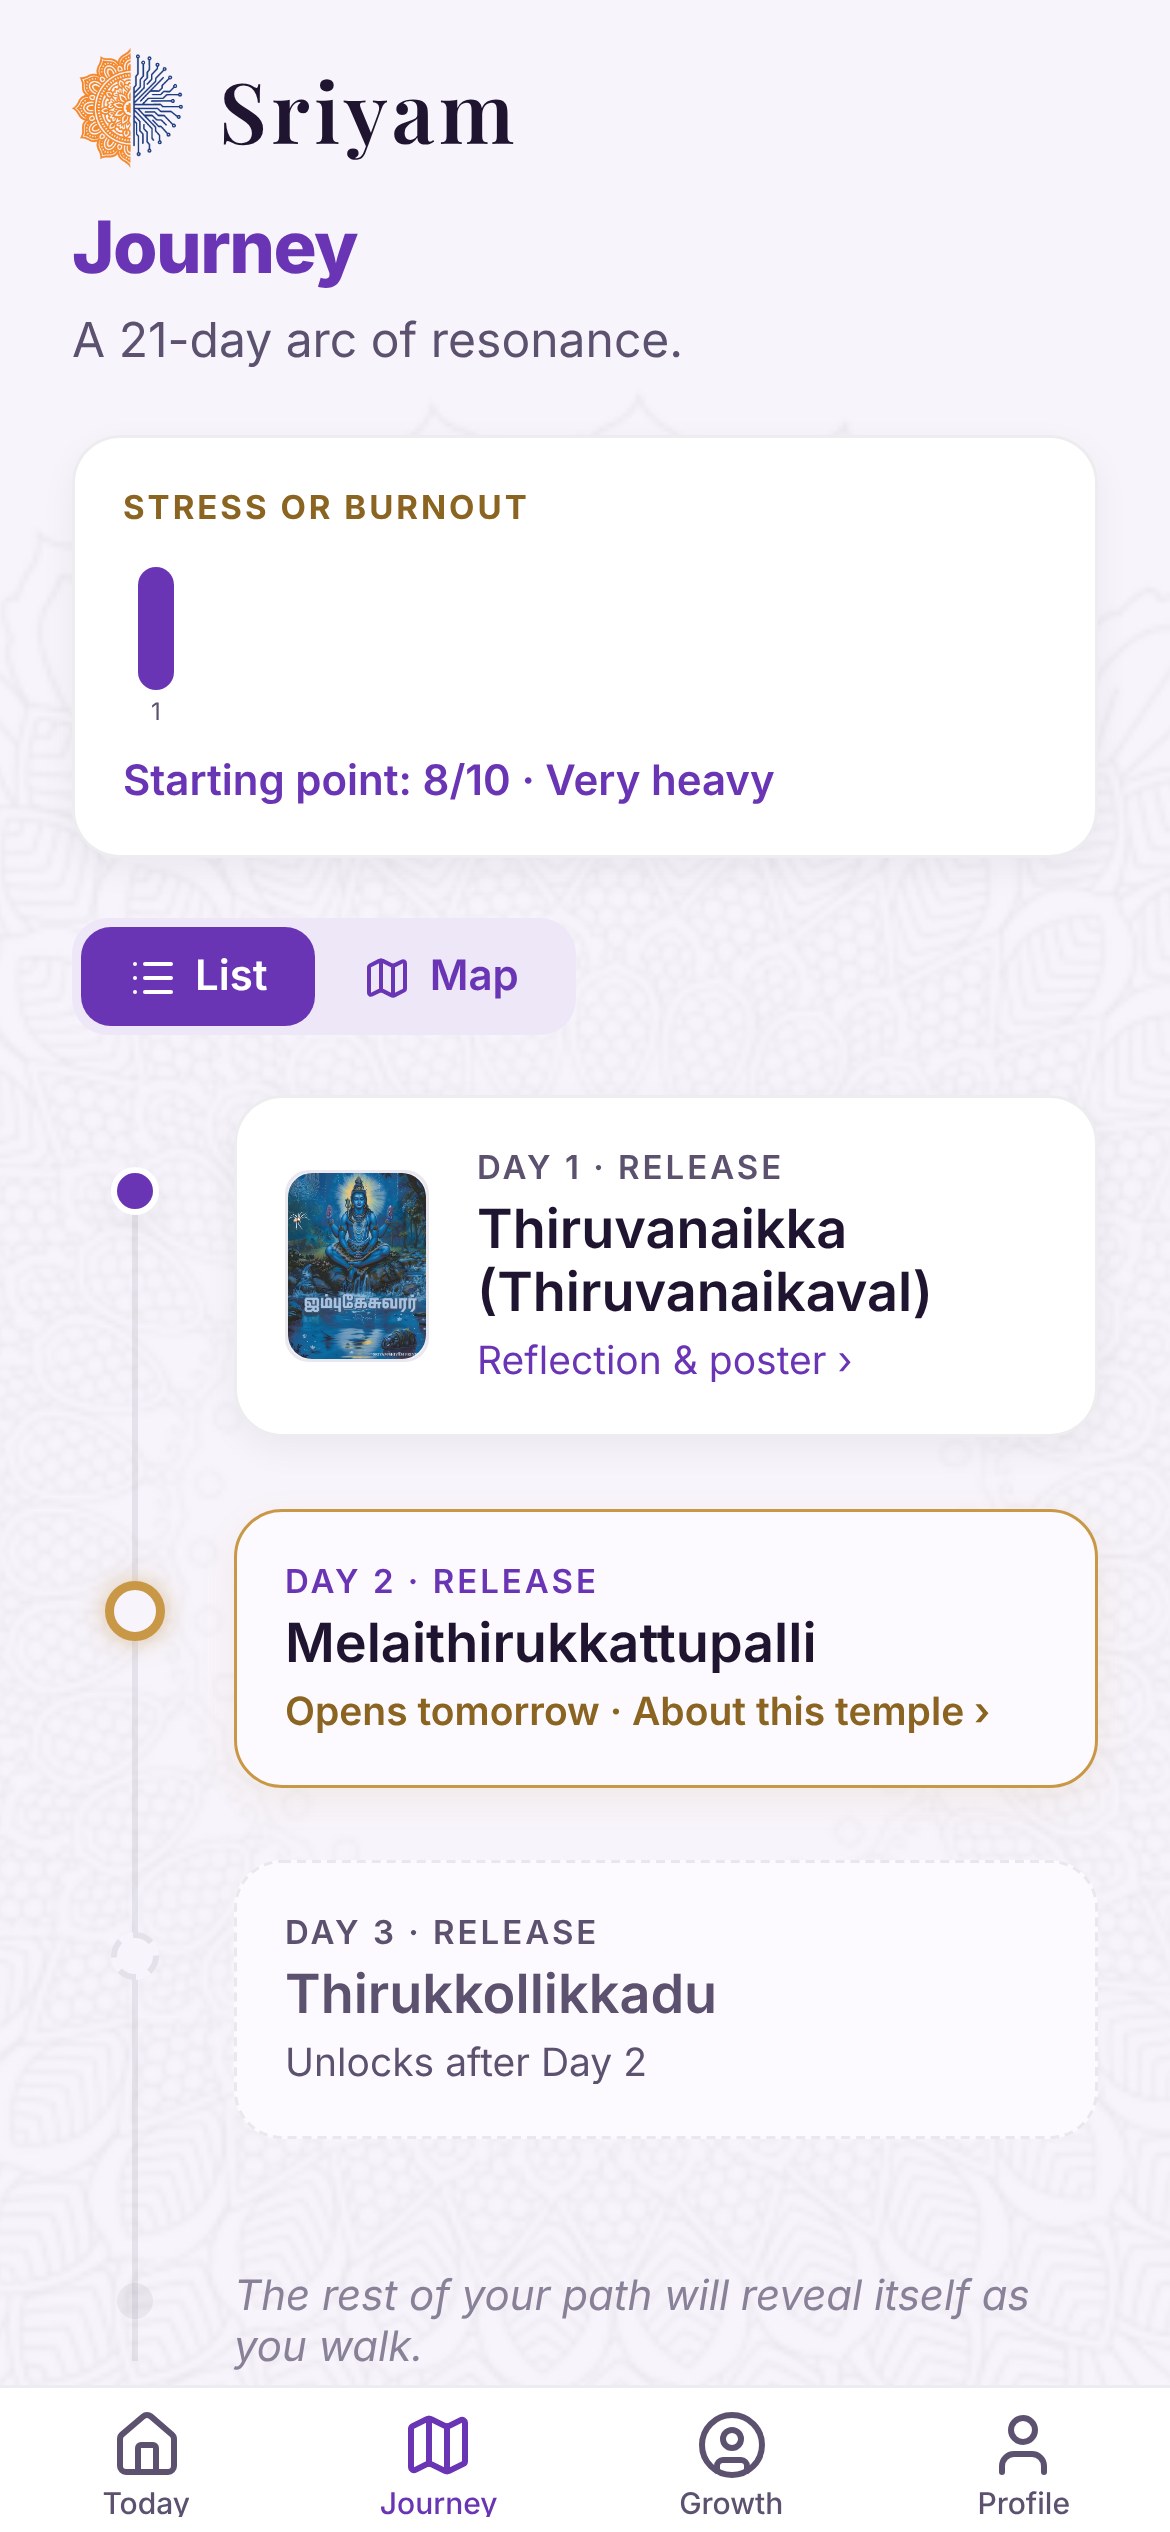 Sriyam
Journey
A 21-day arc of resonance.
STRESS OR BURNOUT
1
Starting point: 8/10 · Very heavy
List
Map
DAY 1 · RELEASE
Thiruvanaikka
(Thiruvanaikaval)
Reflection & poster ›
ஜம்புகேசுவரர்
DAY 2 · RELEASE
Melaithirukkattupalli
Opens tomorrow · About this temple ›
DAY 3 · RELEASE
Thirukkollikkadu
Unlocks after Day 2
The rest of your path will reveal itself as
you walk.
Today
Journey
Growth
Profile